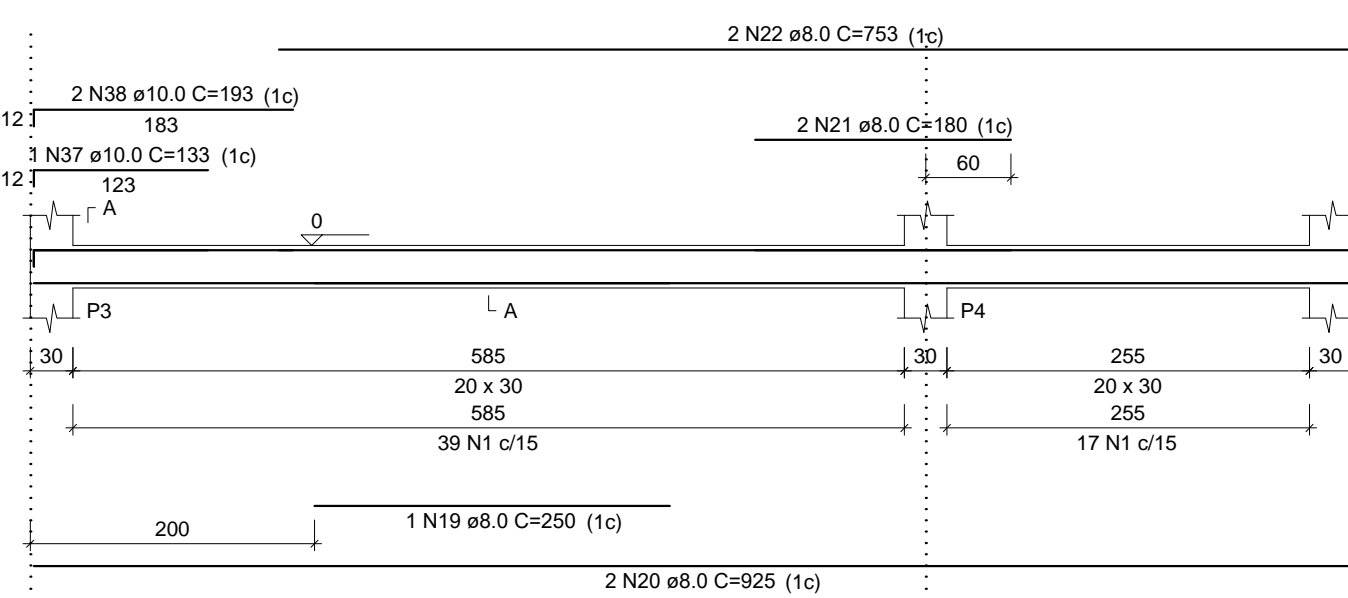 2 N22 ø8.0 C=753 (1c)
2 N38 ø10.0 C=193 (1c)
12
183
2 N21 ø8.0 C=180 (1c)
1 N37 ø10.0 C=133 (1c)
60
12
123
A
0
P3
A
P4
30
585
30
255
30
20 x 30
20 x 30
585
255
39 N1 c/15
17 N1 c/15
1 N19 ø8.0 C=250 (1c)
200
2 N20 ø8.0 C=925 (1c)